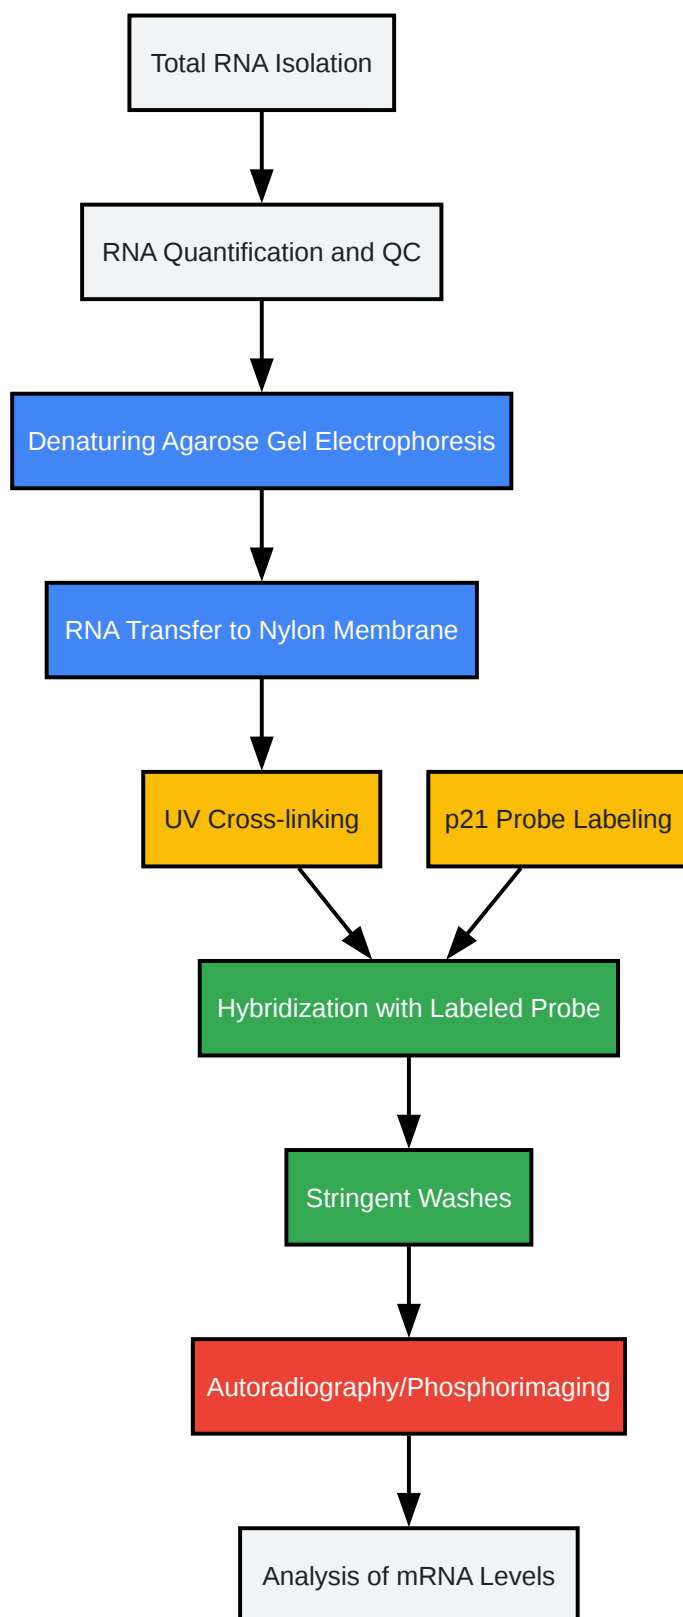 Total RNA Isolation
RNA Quantification and QC
Denaturing Agarose Gel Electrophoresis
RNA Transfer to Nylon Membrane
UV Cross-linking
p21 Probe Labeling
Hybridization with Labeled Probe
Stringent Washes
Autoradiography/Phosphorimaging
Analysis of mRNA Levels